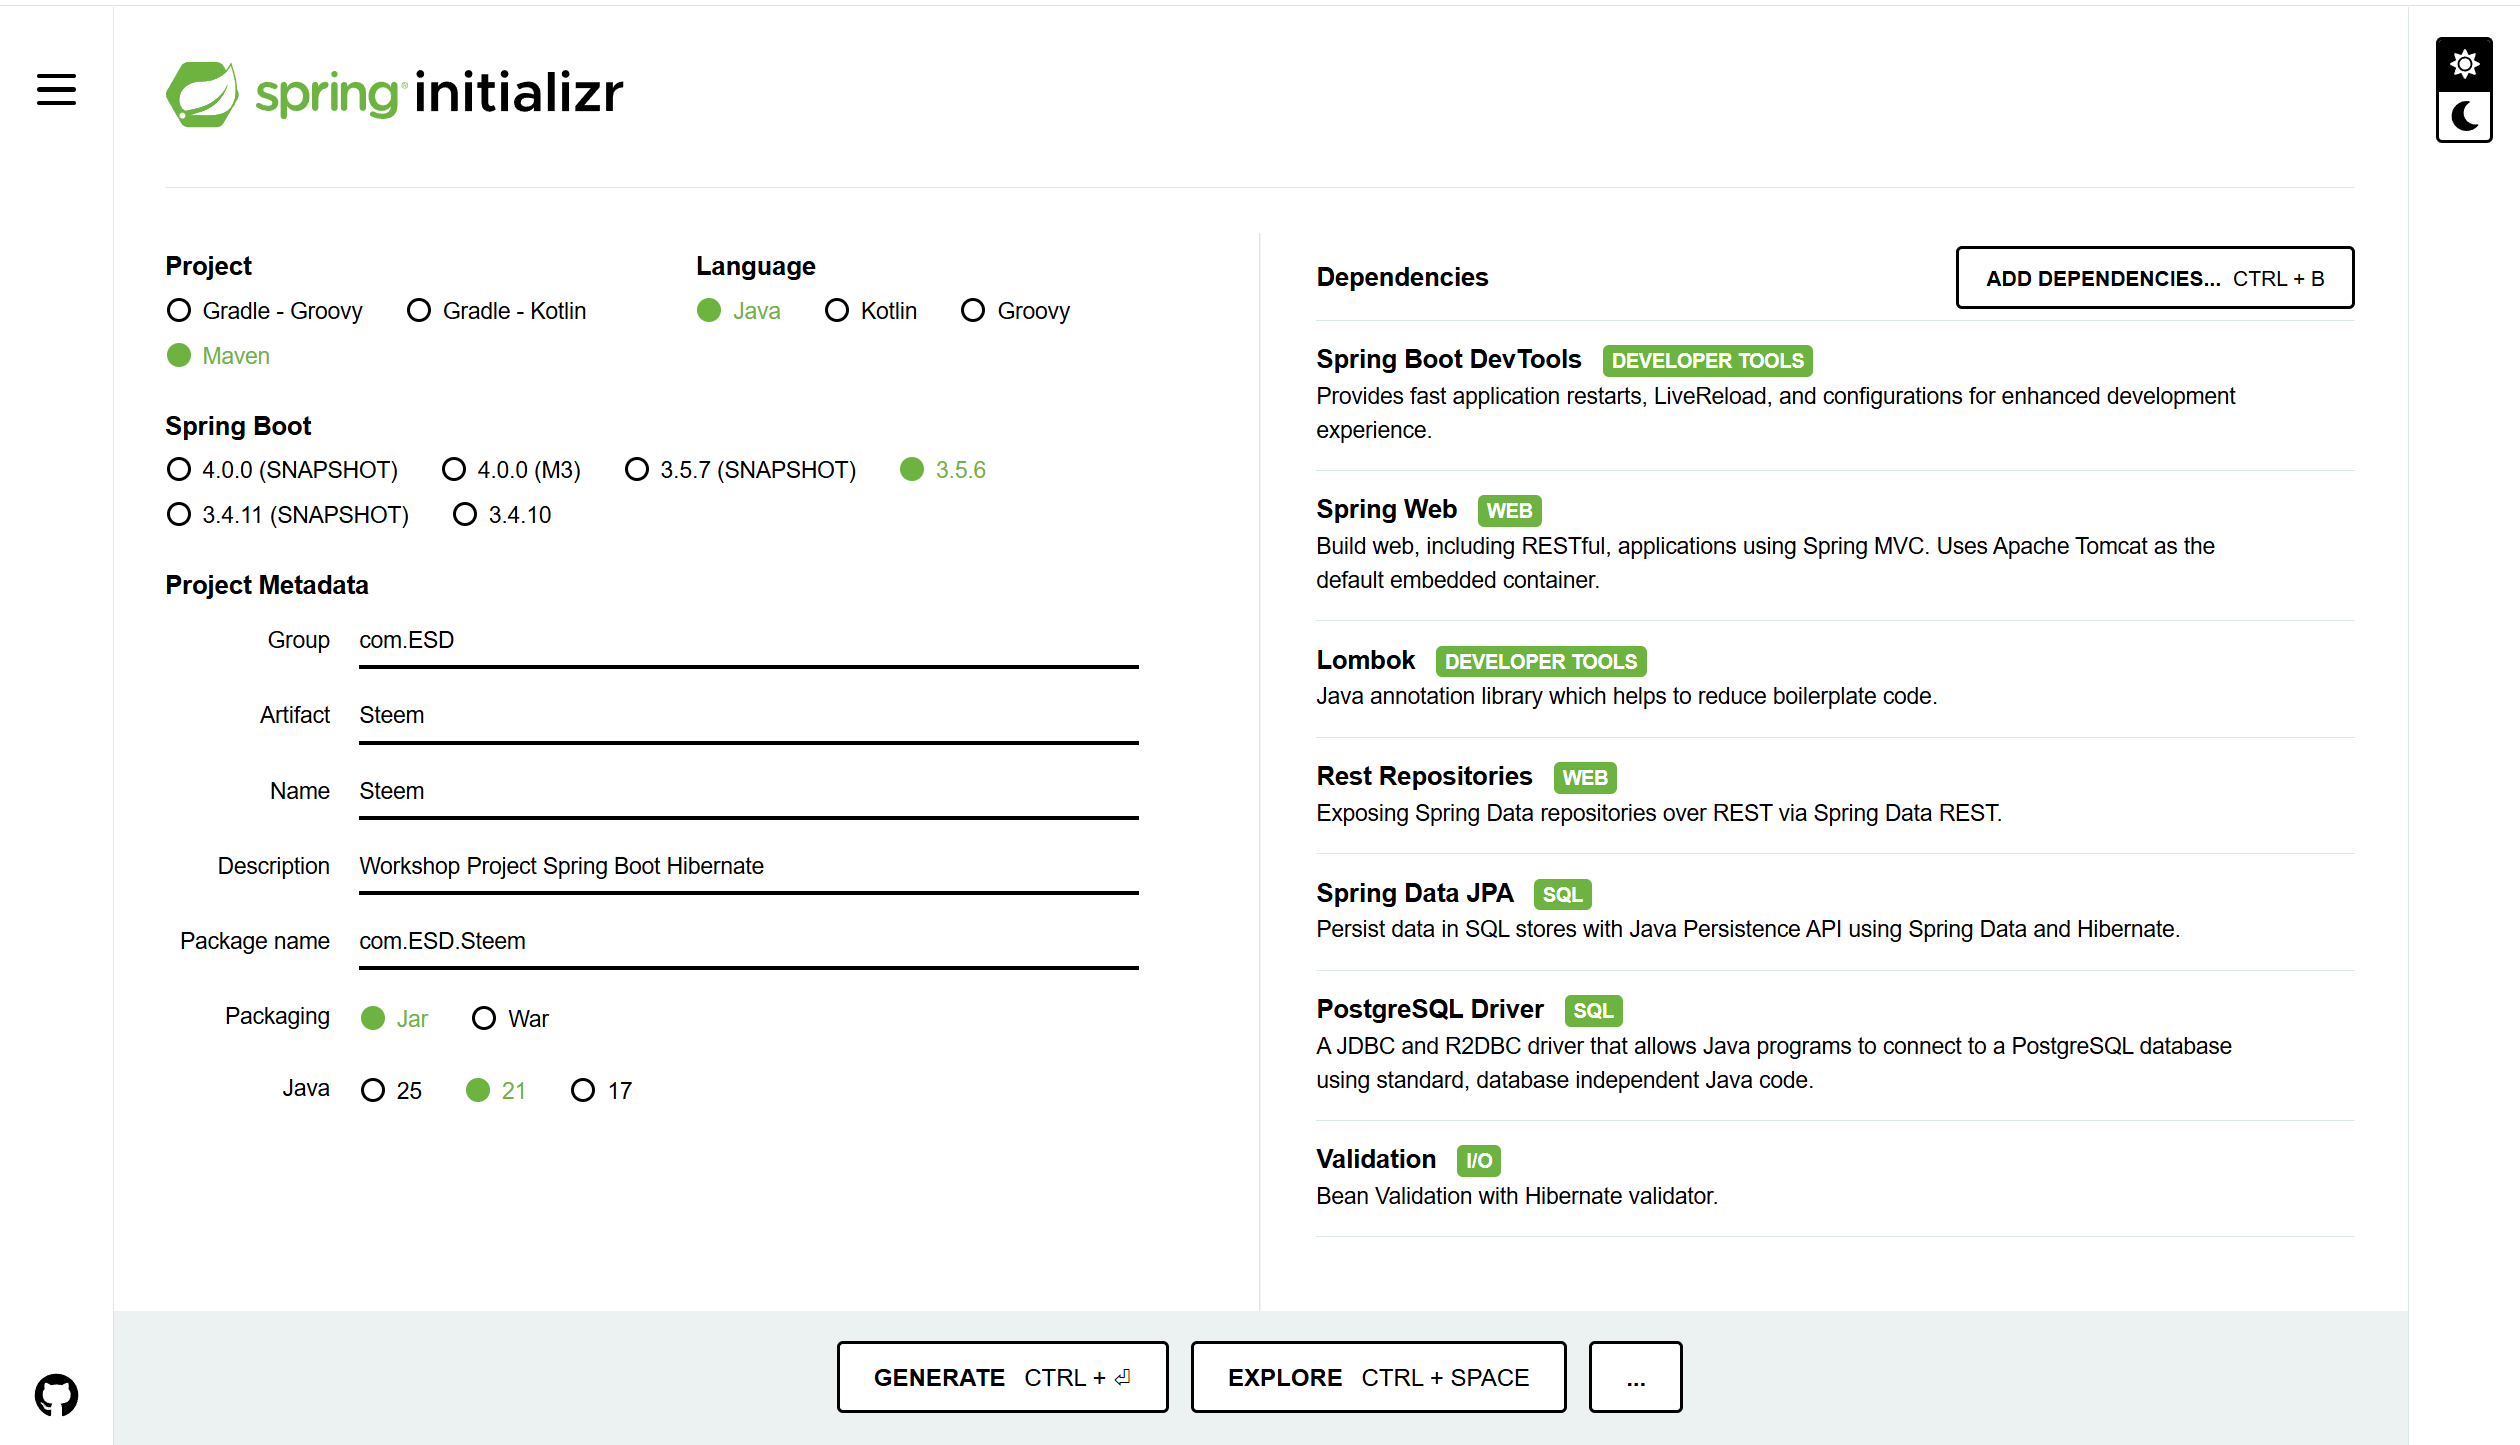 spring initializr
Project
Gradle - Groovy Gradle - Kotlin
Maven
Language
Java Kotlin Groovy
Spring Boot
4.0.0 (SNAPSHOT) 4.0.0 (M3) 3.5.7 (SNAPSHOT) 3.5.6
3.4.11 (SNAPSHOT) 3.4.10
Project Metadata
Group com.ESD
Artifact Steem
Name Steem
Description Workshop Project Spring Boot Hibernate
Package name com.ESD.Steem
Packaging Jar War
Java 25 21 17
Dependencies ADD DEPENDENCIES... CTRL + B
Spring Boot DevTools DEVELOPER TOOLS
Provides fast application restarts, LiveReload, and configurations for enhanced development
experience.
Spring Web WEB
Build web, including RESTful, applications using Spring MVC. Uses Apache Tomcat as the
default embedded container.
Lombok DEVELOPER TOOLS
Java annotation library which helps to reduce boilerplate code.
Rest Repositories WEB
Exposing Spring Data repositories over REST via Spring Data REST.
Spring Data JPA SQL
Persist data in SQL stores with Java Persistence API using Spring Data and Hibernate.
PostgreSQL Driver SQL
A JDBC and R2DBC driver that allows Java programs to connect to a PostgreSQL database
using standard, database independent Java code.
Validation I/O
Bean Validation with Hibernate validator.
GENERATE CTRL + ⏎ EXPLORE CTRL + SPACE ...